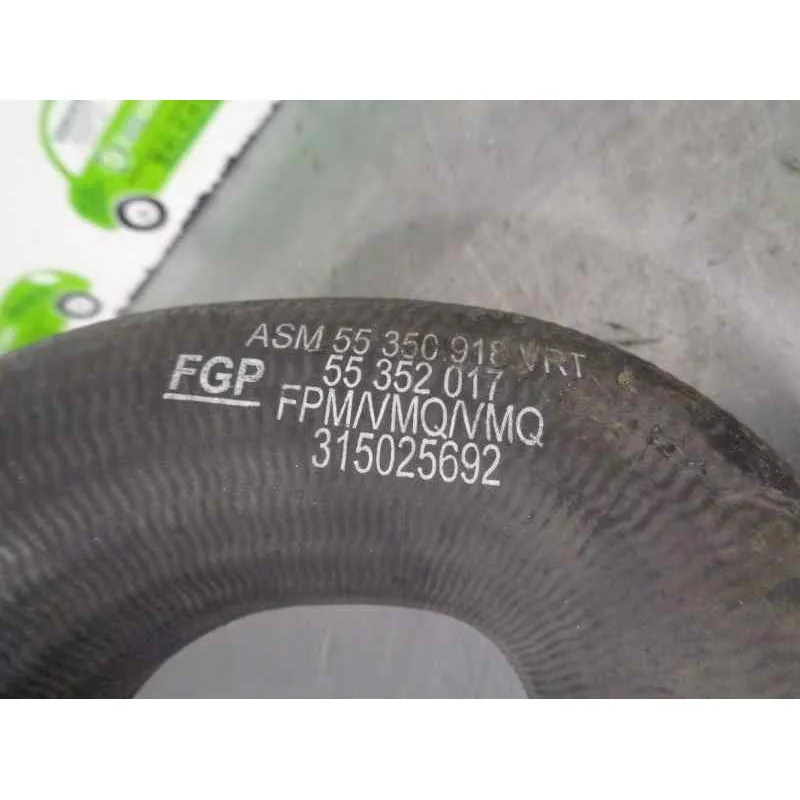 ASM 55 350 918 VRT
FGP 55 352 017
FPM/VMQ/VMQ
315025692